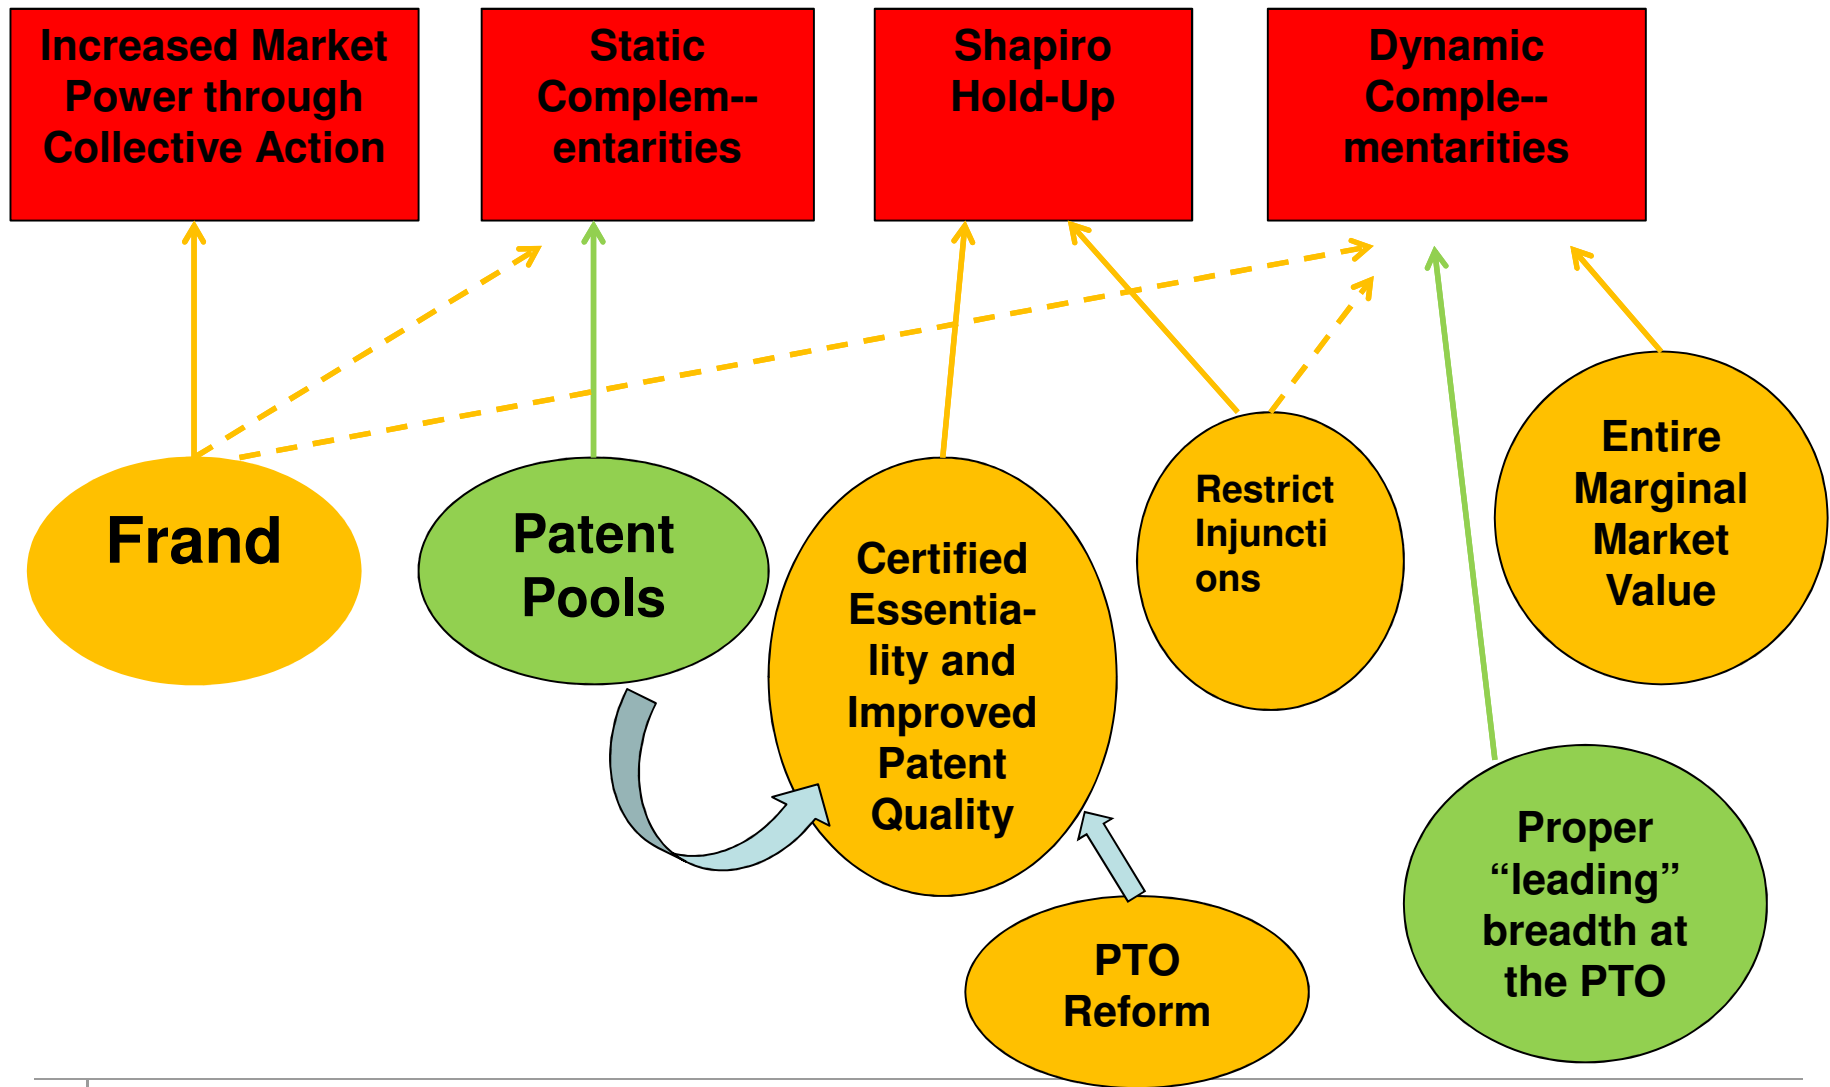 Increased Market
Power through
Collective Action
Static
Complem--
entarities
Shapiro
Hold-Up
Dynamic
Comple--
mentarities
Frand
Patent
Pools
Certified
Essentia-
lity and
Improved
Patent
Quality
Restrict
Injuncti
ons
Entire
Marginal
Market
Value
PTO
Reform
Proper
“leading”
breadth at
the PTO